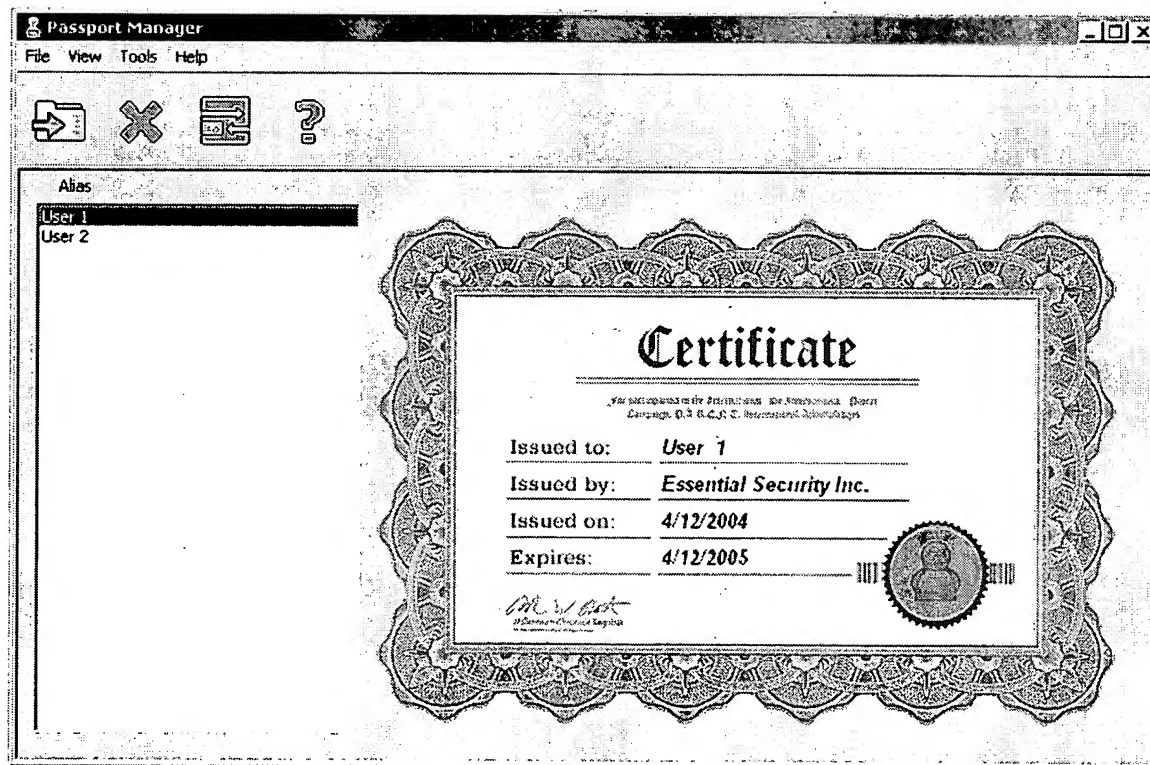 Passport Manager
File View Tools Help
Alias
User 1
User 2
Certificate
Issued to: User 1
Issued by: Essential Security Inc.
Issued on: 4/12/2004
Expires: 4/12/2005